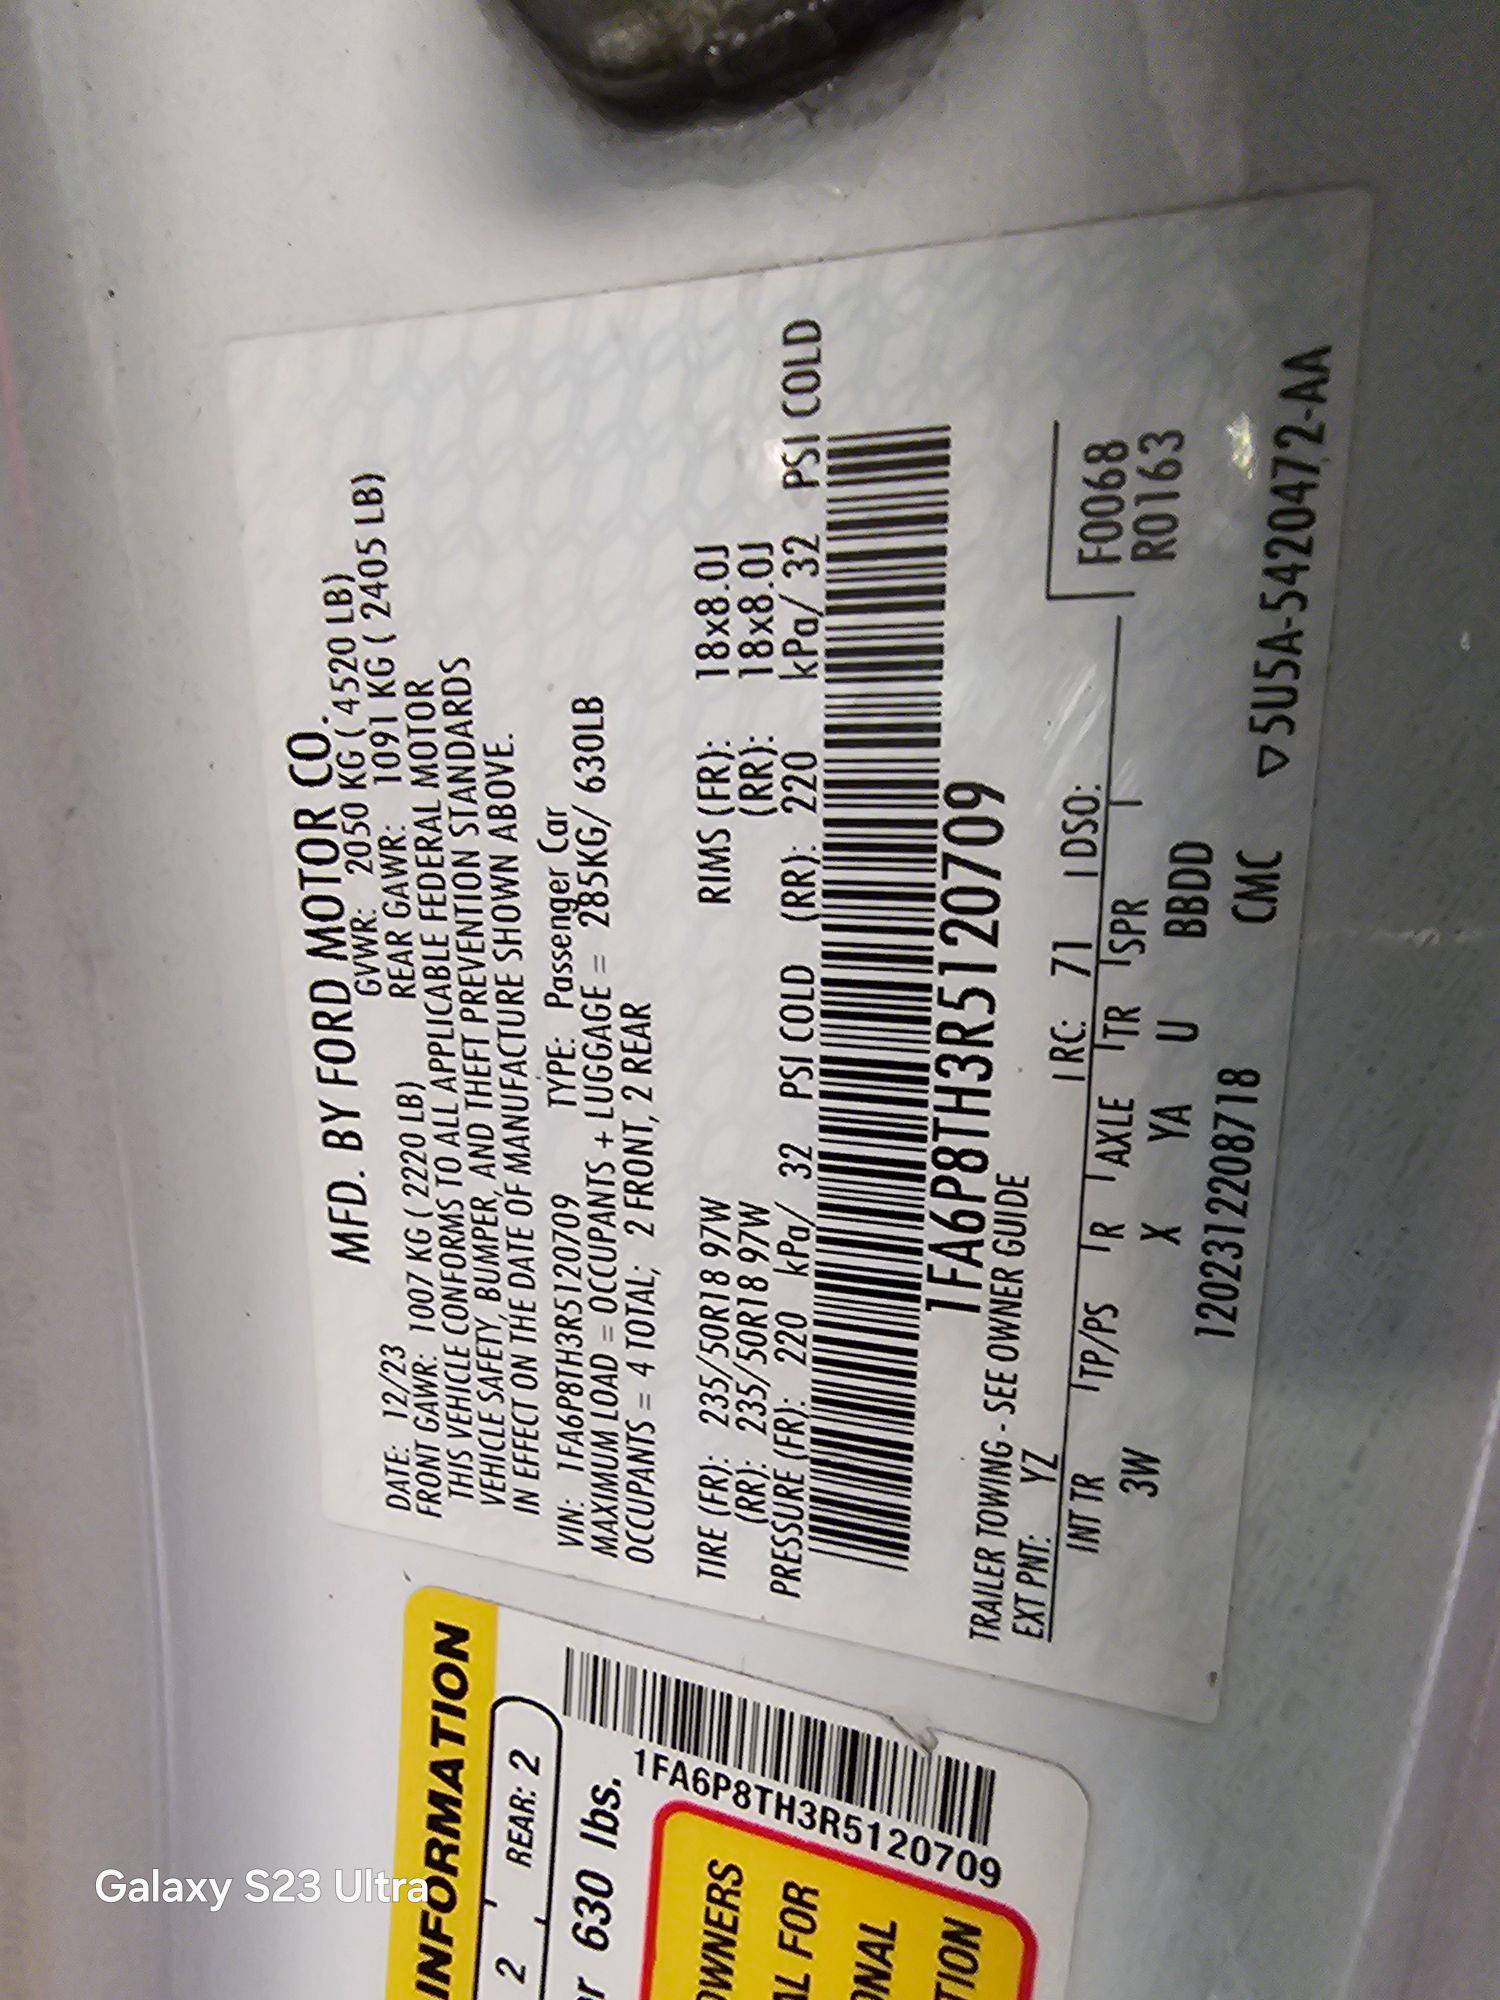 MFD. BY FORD MOTOR CO.
DATE: 12/23 GVWR: 2050 KG ( 4520 LB)
FRONT GAWR: 1007 KG ( 2220 LB) REAR GAWR: 1091 KG ( 2405 LB)
THIS VEHICLE CONFORMS TO ALL APPLICABLE FEDERAL MOTOR
VEHICLE SAFETY, BUMPER, AND THEFT PREVENTION STANDARDS
IN EFFECT ON THE DATE OF MANUFACTURE SHOWN ABOVE.
VIN: 1FA6P8TH3R5120709 TYPE: Passenger Car
MAXIMUM LOAD = OCCUPANTS + LUGGAGE = 285KG/ 630LB
OCCUPANTS = 4 TOTAL; 2 FRONT, 2 REAR
TIRE (FR): 235/50R18 97W RIMS (FR): 18x8.0J
(RR): 235/50R18 97W (RR): 18x8.0J
PRESSURE (FR): 220 kPa/ 32 PSI COLD (RR): 220 kPa/ 32 PSI COLD
1FA6P8TH3R5120709
TRAILER TOWING - SEE OWNER GUIDE
EXT PNT: YZ RC: 71 DSO:
INT TR TP/PS R AXLE TR SPR F0068
3W X YA U BBDD R0163
1202312208718 CMC ▽5U5A-5420472-AA
INFORMATION
2 REAR: 2
630 lbs.
1FA6P8TH3R5120709
OWNERS
FOR
Galaxy S23 Ultra